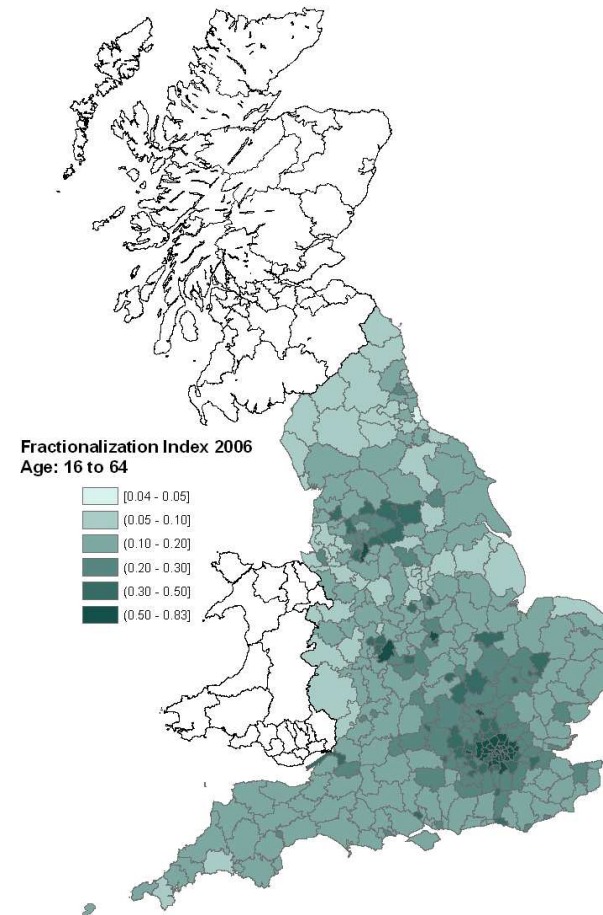 Fractionalization Index 2006
Age: 16 to 64
[0.04 - 0.05]
(0.05 - 0.10]
(0.10 - 0.20]
(0.20 - 0.30]
(0.30 - 0.50]
(0.50 - 0.83]